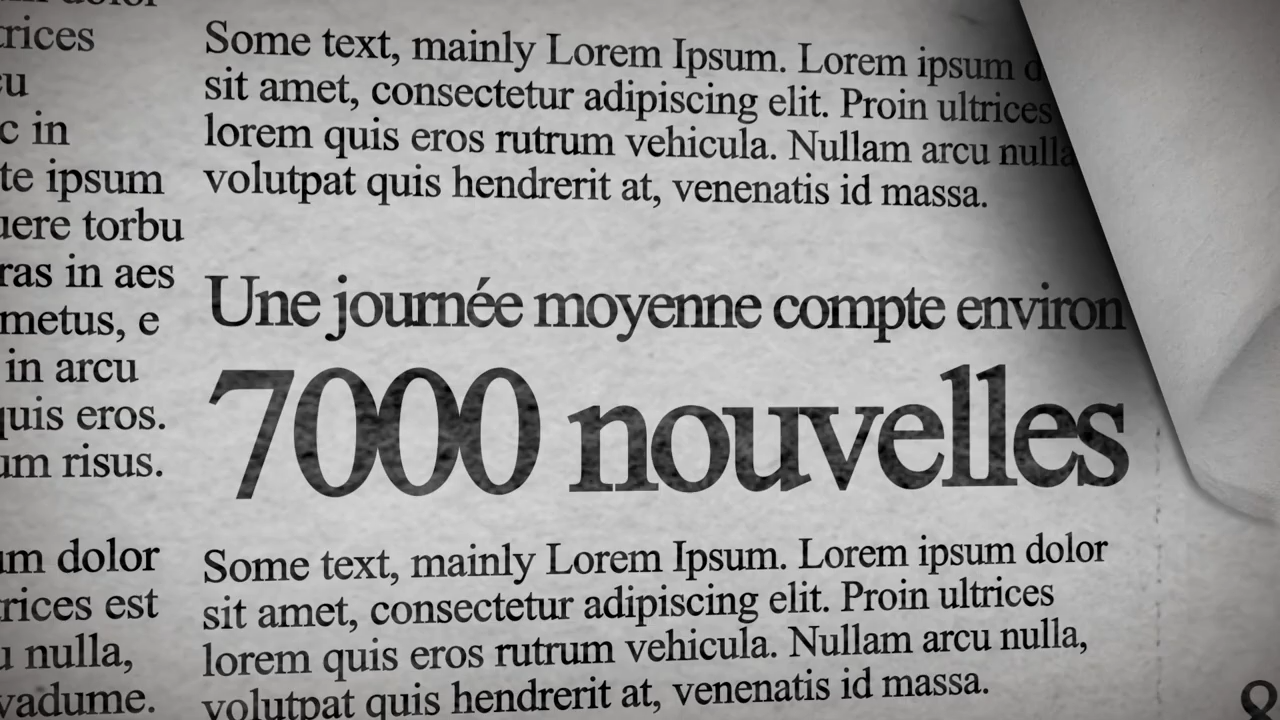 trices
cu
c in
te ipsum
uere torbu
ras in aes
metus, e
in arcu
quis eros.
um risus.
um dolor
trices est
u nulla,
vadume.
Some text, mainly Lorem Ipsum. Lorem ipsum d
sit amet, consectetur adipiscing elit. Proin ultrices
lorem quis eros rutrum vehicula. Nullam arcu nulla
volutpat quis hendrerit at, venenatis id massa.
Une journée moyenne compte environ
7000 nouvelles
Some text, mainly Lorem Ipsum. Lorem ipsum dolor
sit amet, consectetur adipiscing elit. Proin ultrices
lorem quis eros rutrum vehicula. Nullam arcu nulla,
volutpat quis hendrerit at, venenatis id massa.